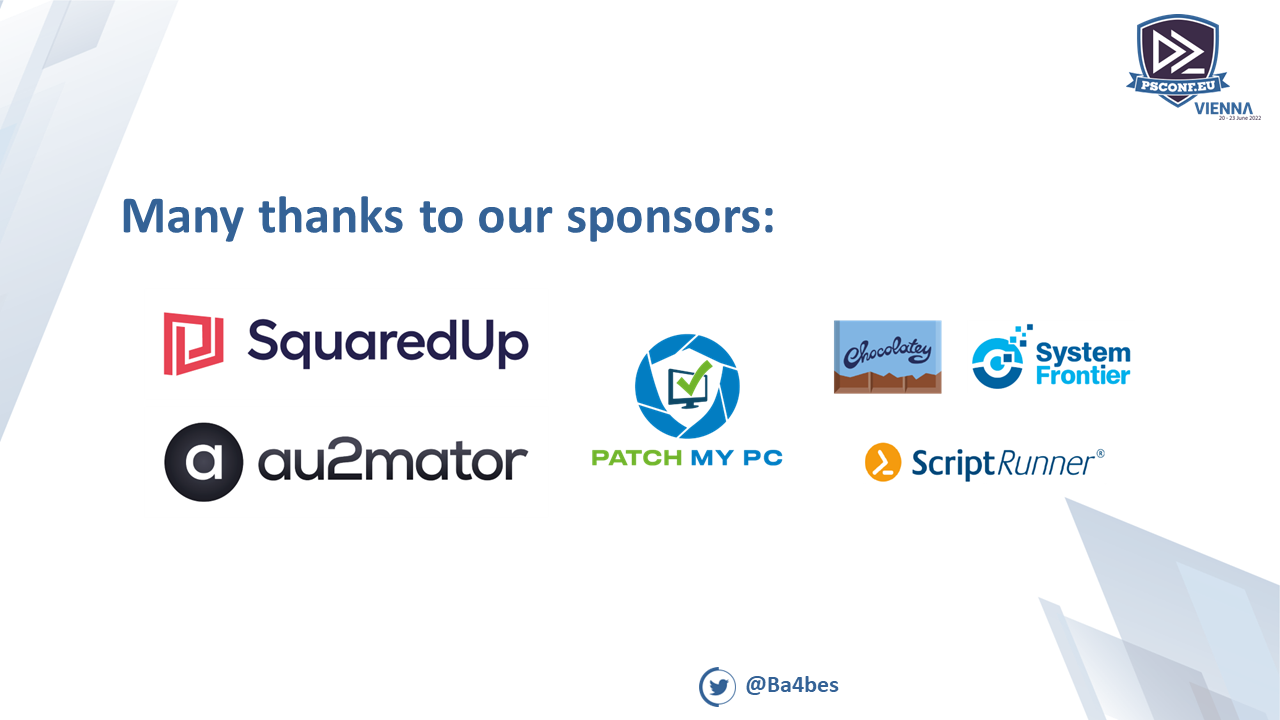 PSCONF.EU
VIENNA
20 - 23 June 2022
Many thanks to our sponsors:
SquaredUp
a au2mator
PATCH MY PC
Chocolatey
System
Frontier
ScriptRunner®
@Ba4bes